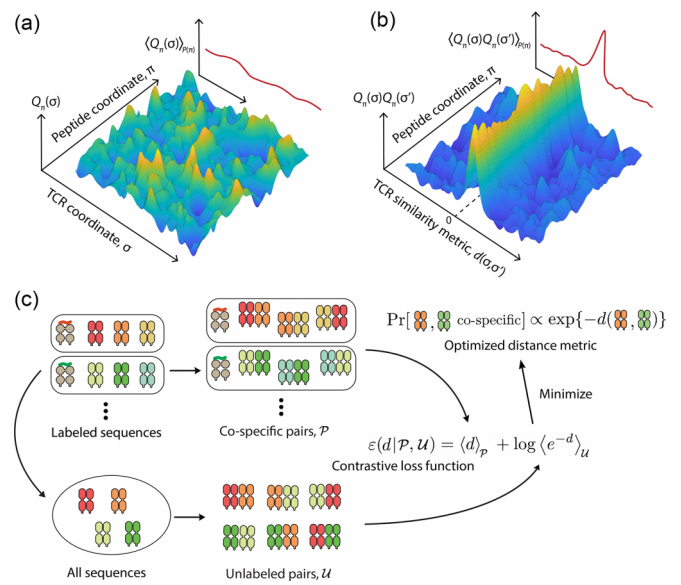 (a)
⟨Qπ(σ)⟩P(π)
Peptide coordinate, π
Qπ(σ)
TCR coordinate, σ
(b)
⟨Qπ(σ)Qπ(σ′)⟩P(π)
Peptide coordinate, π
Qπ(σ)Qπ(σ′)
0
TCR similarity metric, d(σ,σ′)
(c)
Pr[ , co-specific] ∝ exp{−d( , )}
Optimized distance metric
Minimize
Labeled sequences
Co-specific pairs, 𝒫
ε(d|𝒫, 𝒰) = ⟨d⟩𝒫 + log ⟨e⁻ᵈ⟩𝒰
Contrastive loss function
All sequences
Unlabeled pairs, 𝒰